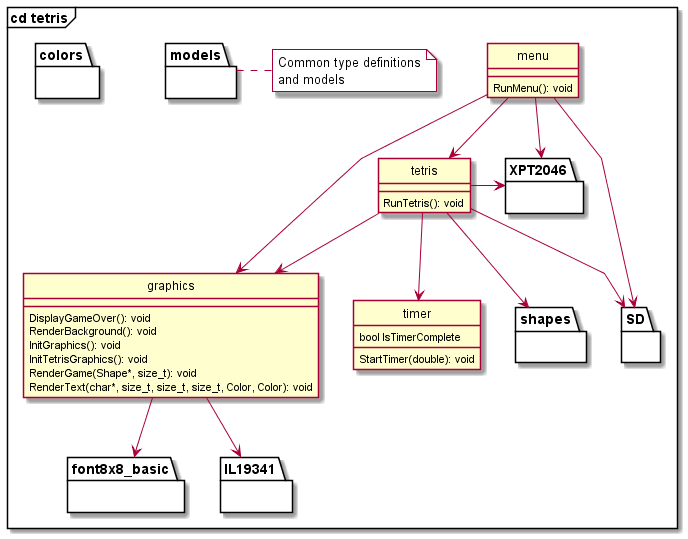 cd tetris
colors
models
Common type definitions
and models
menu
RunMenu(): void
tetris
RunTetris(): void
XPT2046
graphics
DisplayGameOver(): void
RenderBackground(): void
InitGraphics(): void
InitTetrisGraphics(): void
RenderGame(Shape*, size_t): void
RenderText(char*, size_t, size_t, size_t, Color, Color): void
timer
bool IsTimerComplete
StartTimer(double): void
shapes
SD
font8x8_basic
IL19341